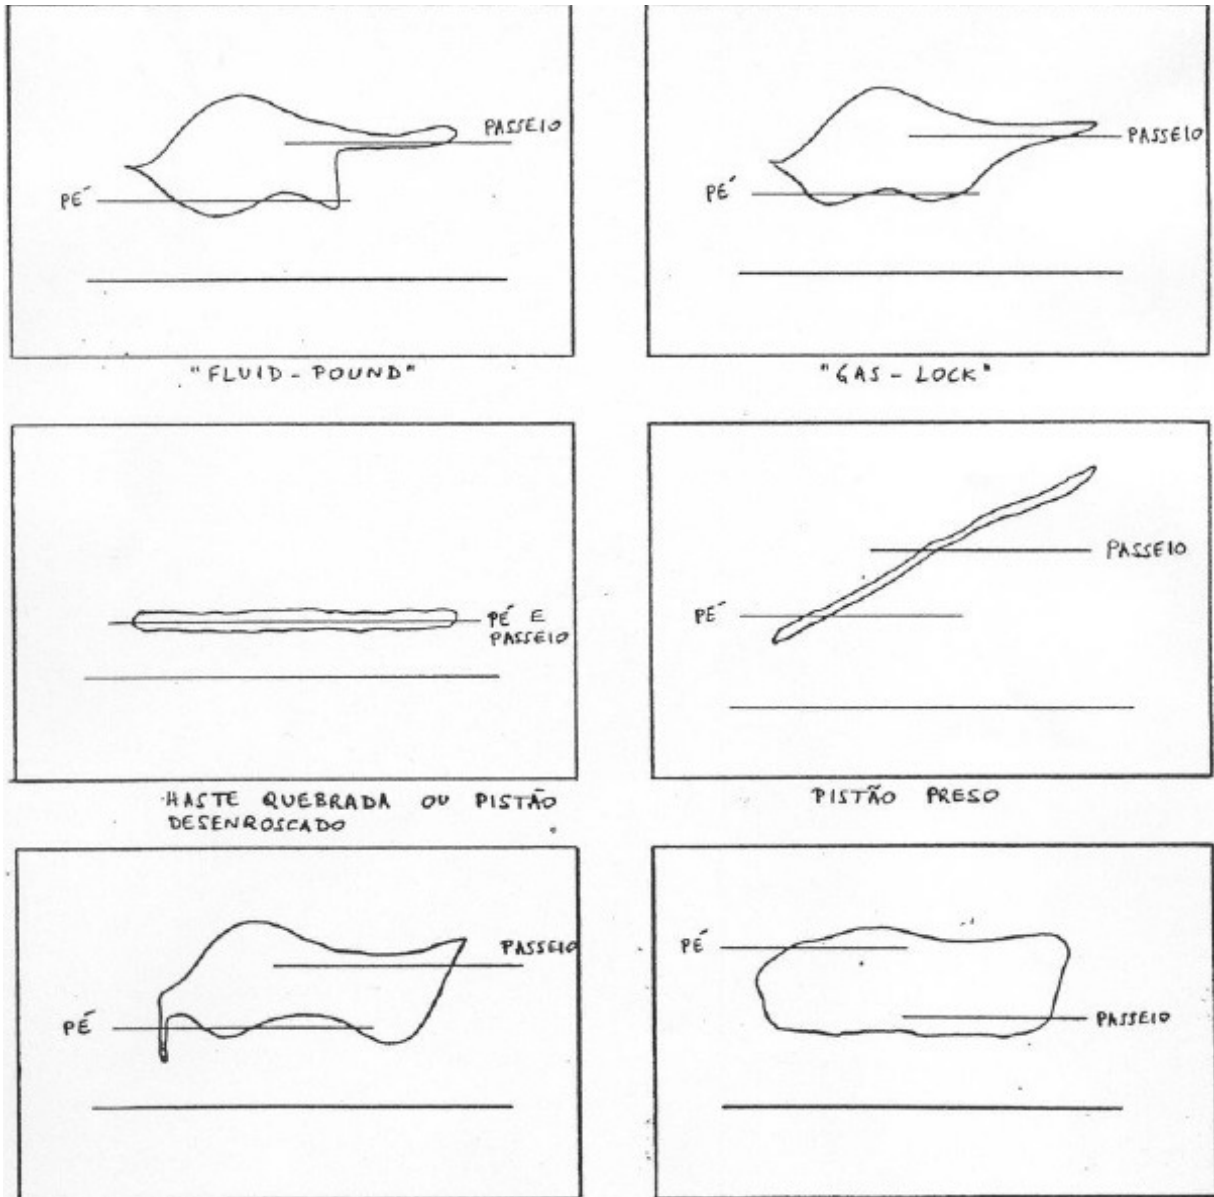 PASSEIO
PÉ
"FLUID-POUND"
PASSEIO
PÉ
"GAS-LOCK"
PÉ E
PASSEIO
HASTE QUEBRADA OU PISTÃO
DESENROSCADO
PASSEIO
PÉ
PISTÃO PRESO
PASSEIO
PÉ
PÉ
PASSEIO